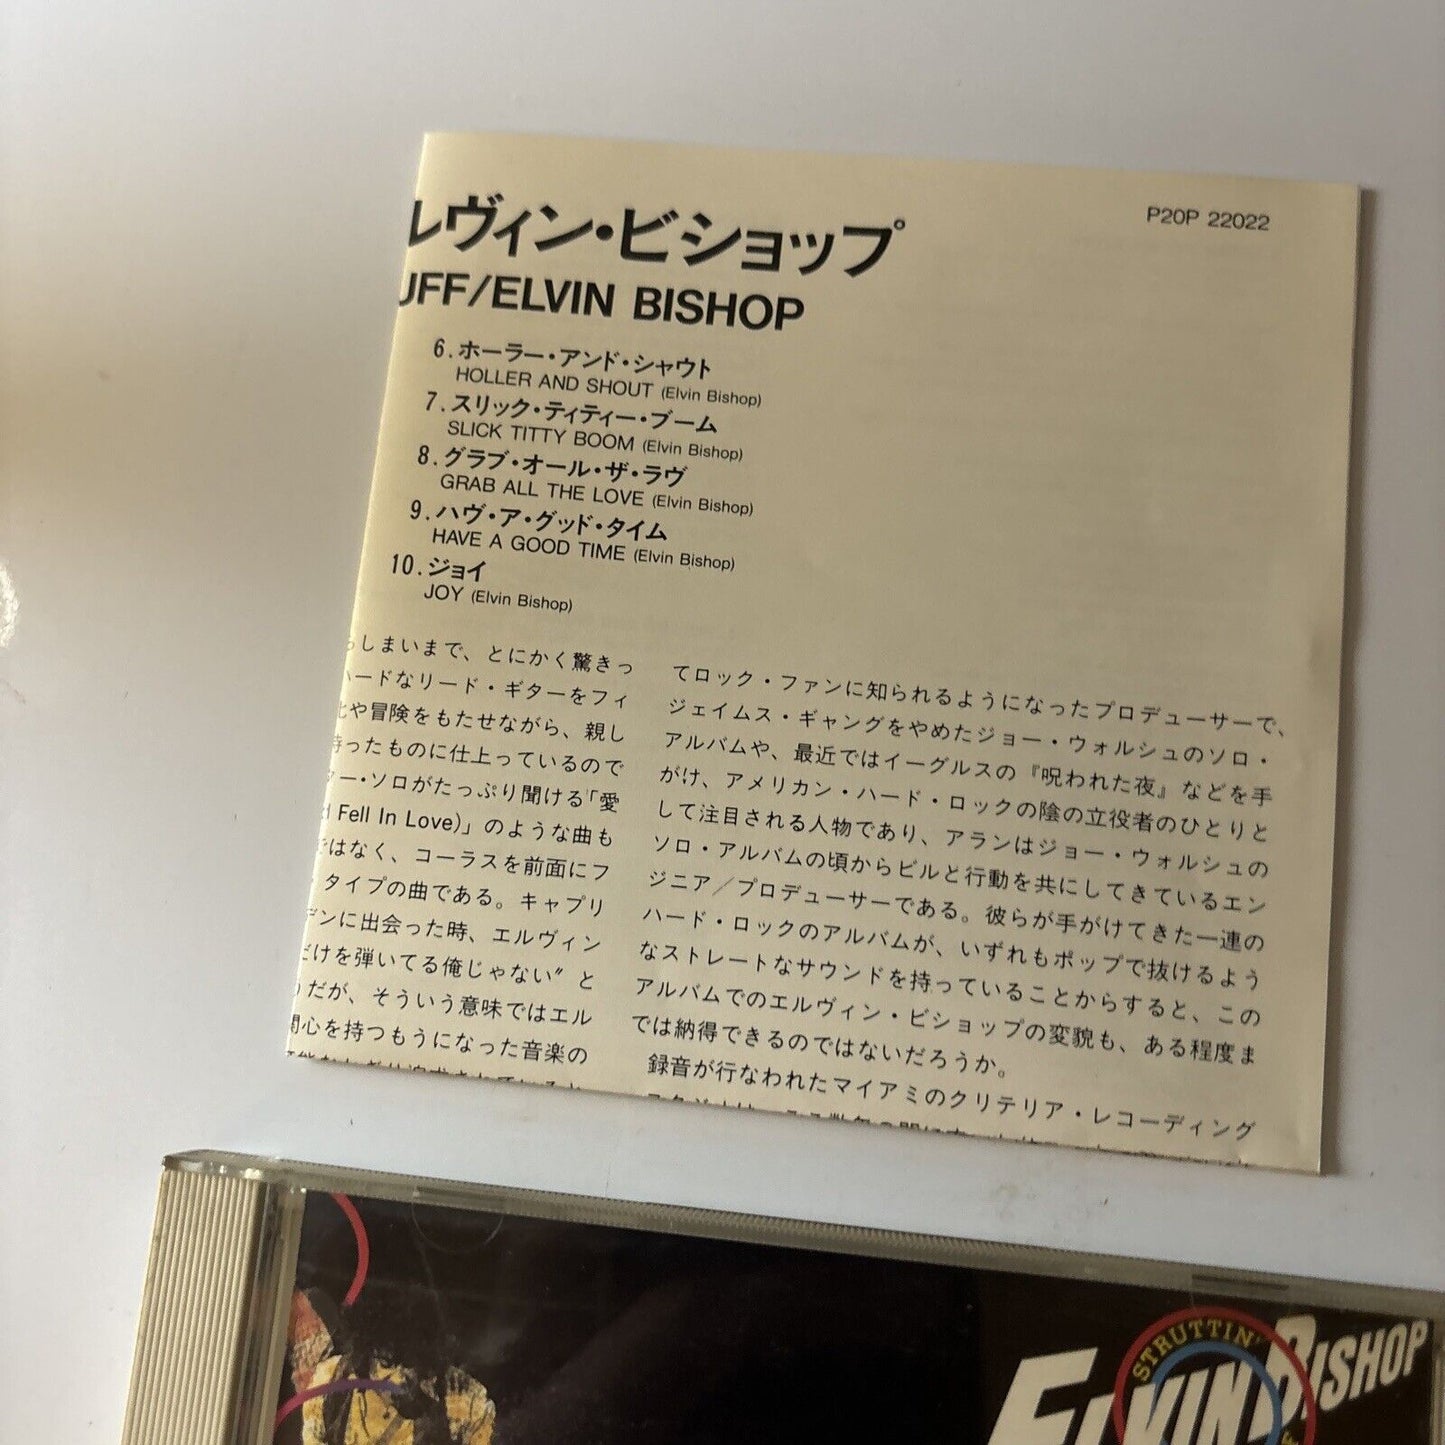 P20P 22022
ルヴィン・ビショップ
UFF/ELVIN BISHOP
6.ホーラー・アンド・シャウト
HOLLER AND SHOUT (Elvin Bishop)
7.スリック・ティティー・ブーム
SLICK TITTY BOOM (Elvin Bishop)
8.グラブ・オール・ザ・ラヴ
GRAB ALL THE LOVE (Elvin Bishop)
9.ハヴ・ア・グッド・タイム
HAVE A GOOD TIME (Elvin Bishop)
10.ジョイ
JOY (Elvin Bishop)
しまいまで、とにかく驚きっ
ハードなリード・ギターをフィ
や冒険をもたせながら、親し
持ったものに仕上っているので
ター・ソロがたっぷり聞ける「愛
Fell In Love)」のような曲も
ではなく、コーラスを前面にフ
タイプの曲である。キャプリ
デンに出会った時、エルヴィン
だけを弾いてる俺じゃない〟と
だが、そういう意味ではエル
関心を持つもうになった音楽の
てロック・ファンに知られるようになったプロデューサーで、
ジェイムス・ギャングをやめたジョー・ウォルシュのソロ・
アルバムや、最近ではイーグルスの『呪われた夜』などを手
がけ、アメリカン・ハード・ロックの陰の立役者のひとりと
して注目される人物であり、アランはジョー・ウォルシュの
ソロ・アルバムの頃からビルと行動を共にしてきているエン
ジニア／プロデューサーである。彼らが手がけてきた一連の
ハード・ロックのアルバムが、いずれもポップで抜けるよう
なストレートなサウンドを持っていることからすると、この
アルバムでのエルヴィン・ビショップの変貌も、ある程度ま
では納得できるのではないだろうか。
録音が行なわれたマイアミのクリテリア・レコーディング
STRUTTIN'
ELVIN BISHOP